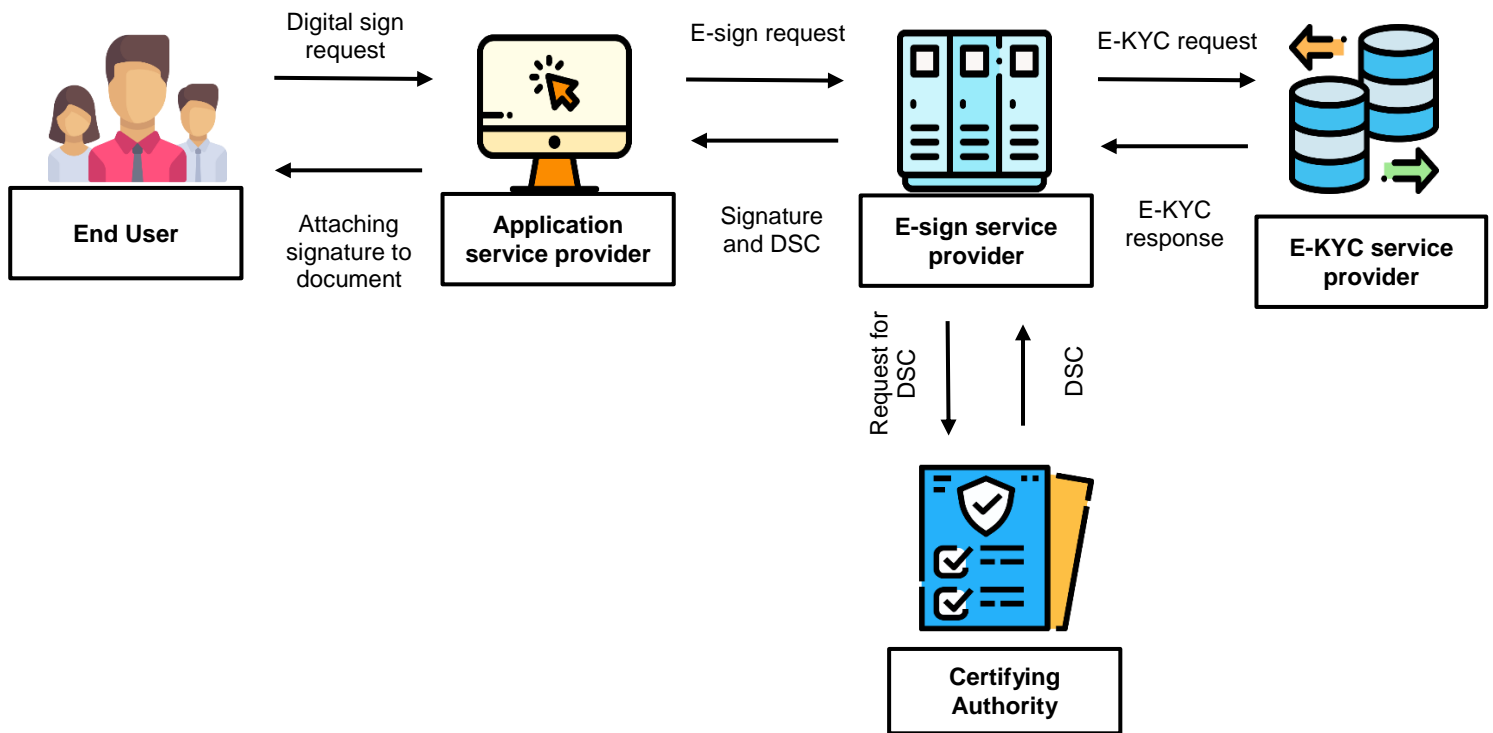 Digital sign
request
E-sign request
E-KYC request
End User
Attaching
signature to
document
Application
service provider
Signature
and DSC
E-sign service
provider
E-KYC
response
E-KYC service
provider
Request for
DSC
DSC
Certifying
Authority